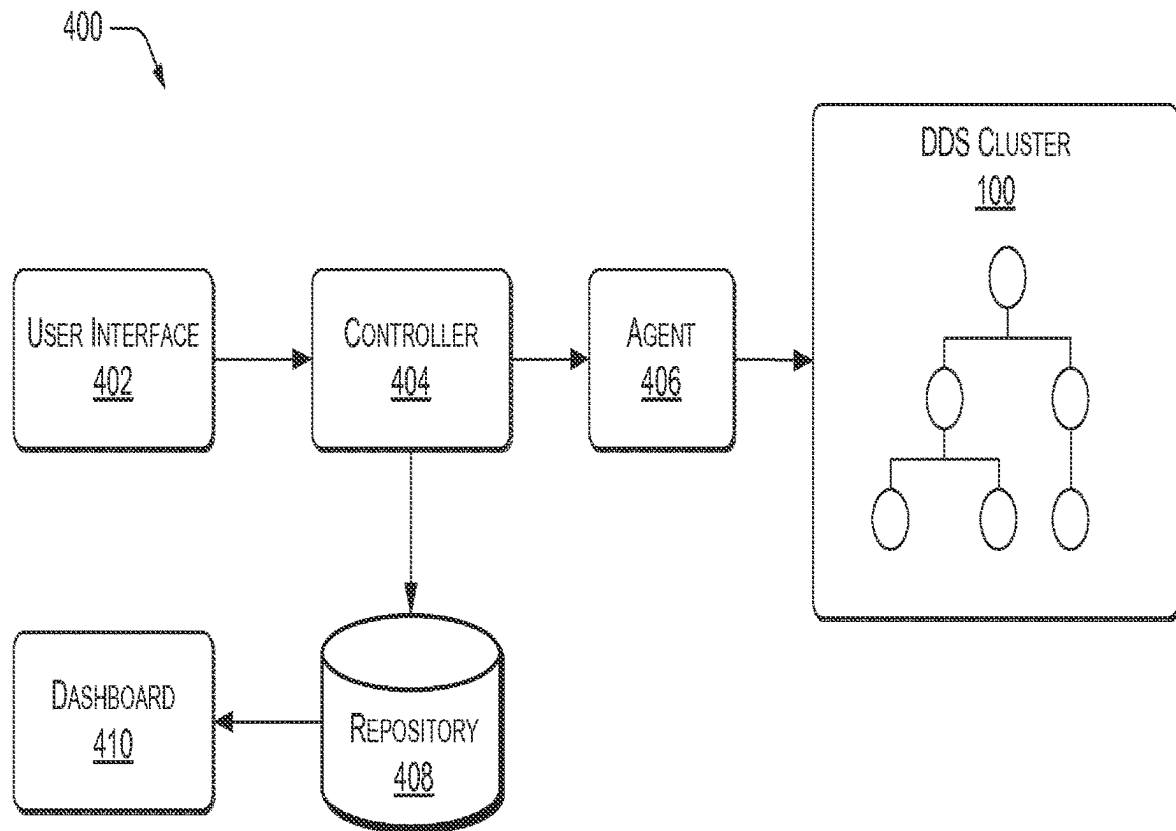 400
DDS CLUSTER
100
USER INTERFACE
402
CONTROLLER
404
AGENT
406
DASHBOARD
410
REPOSITORY
408